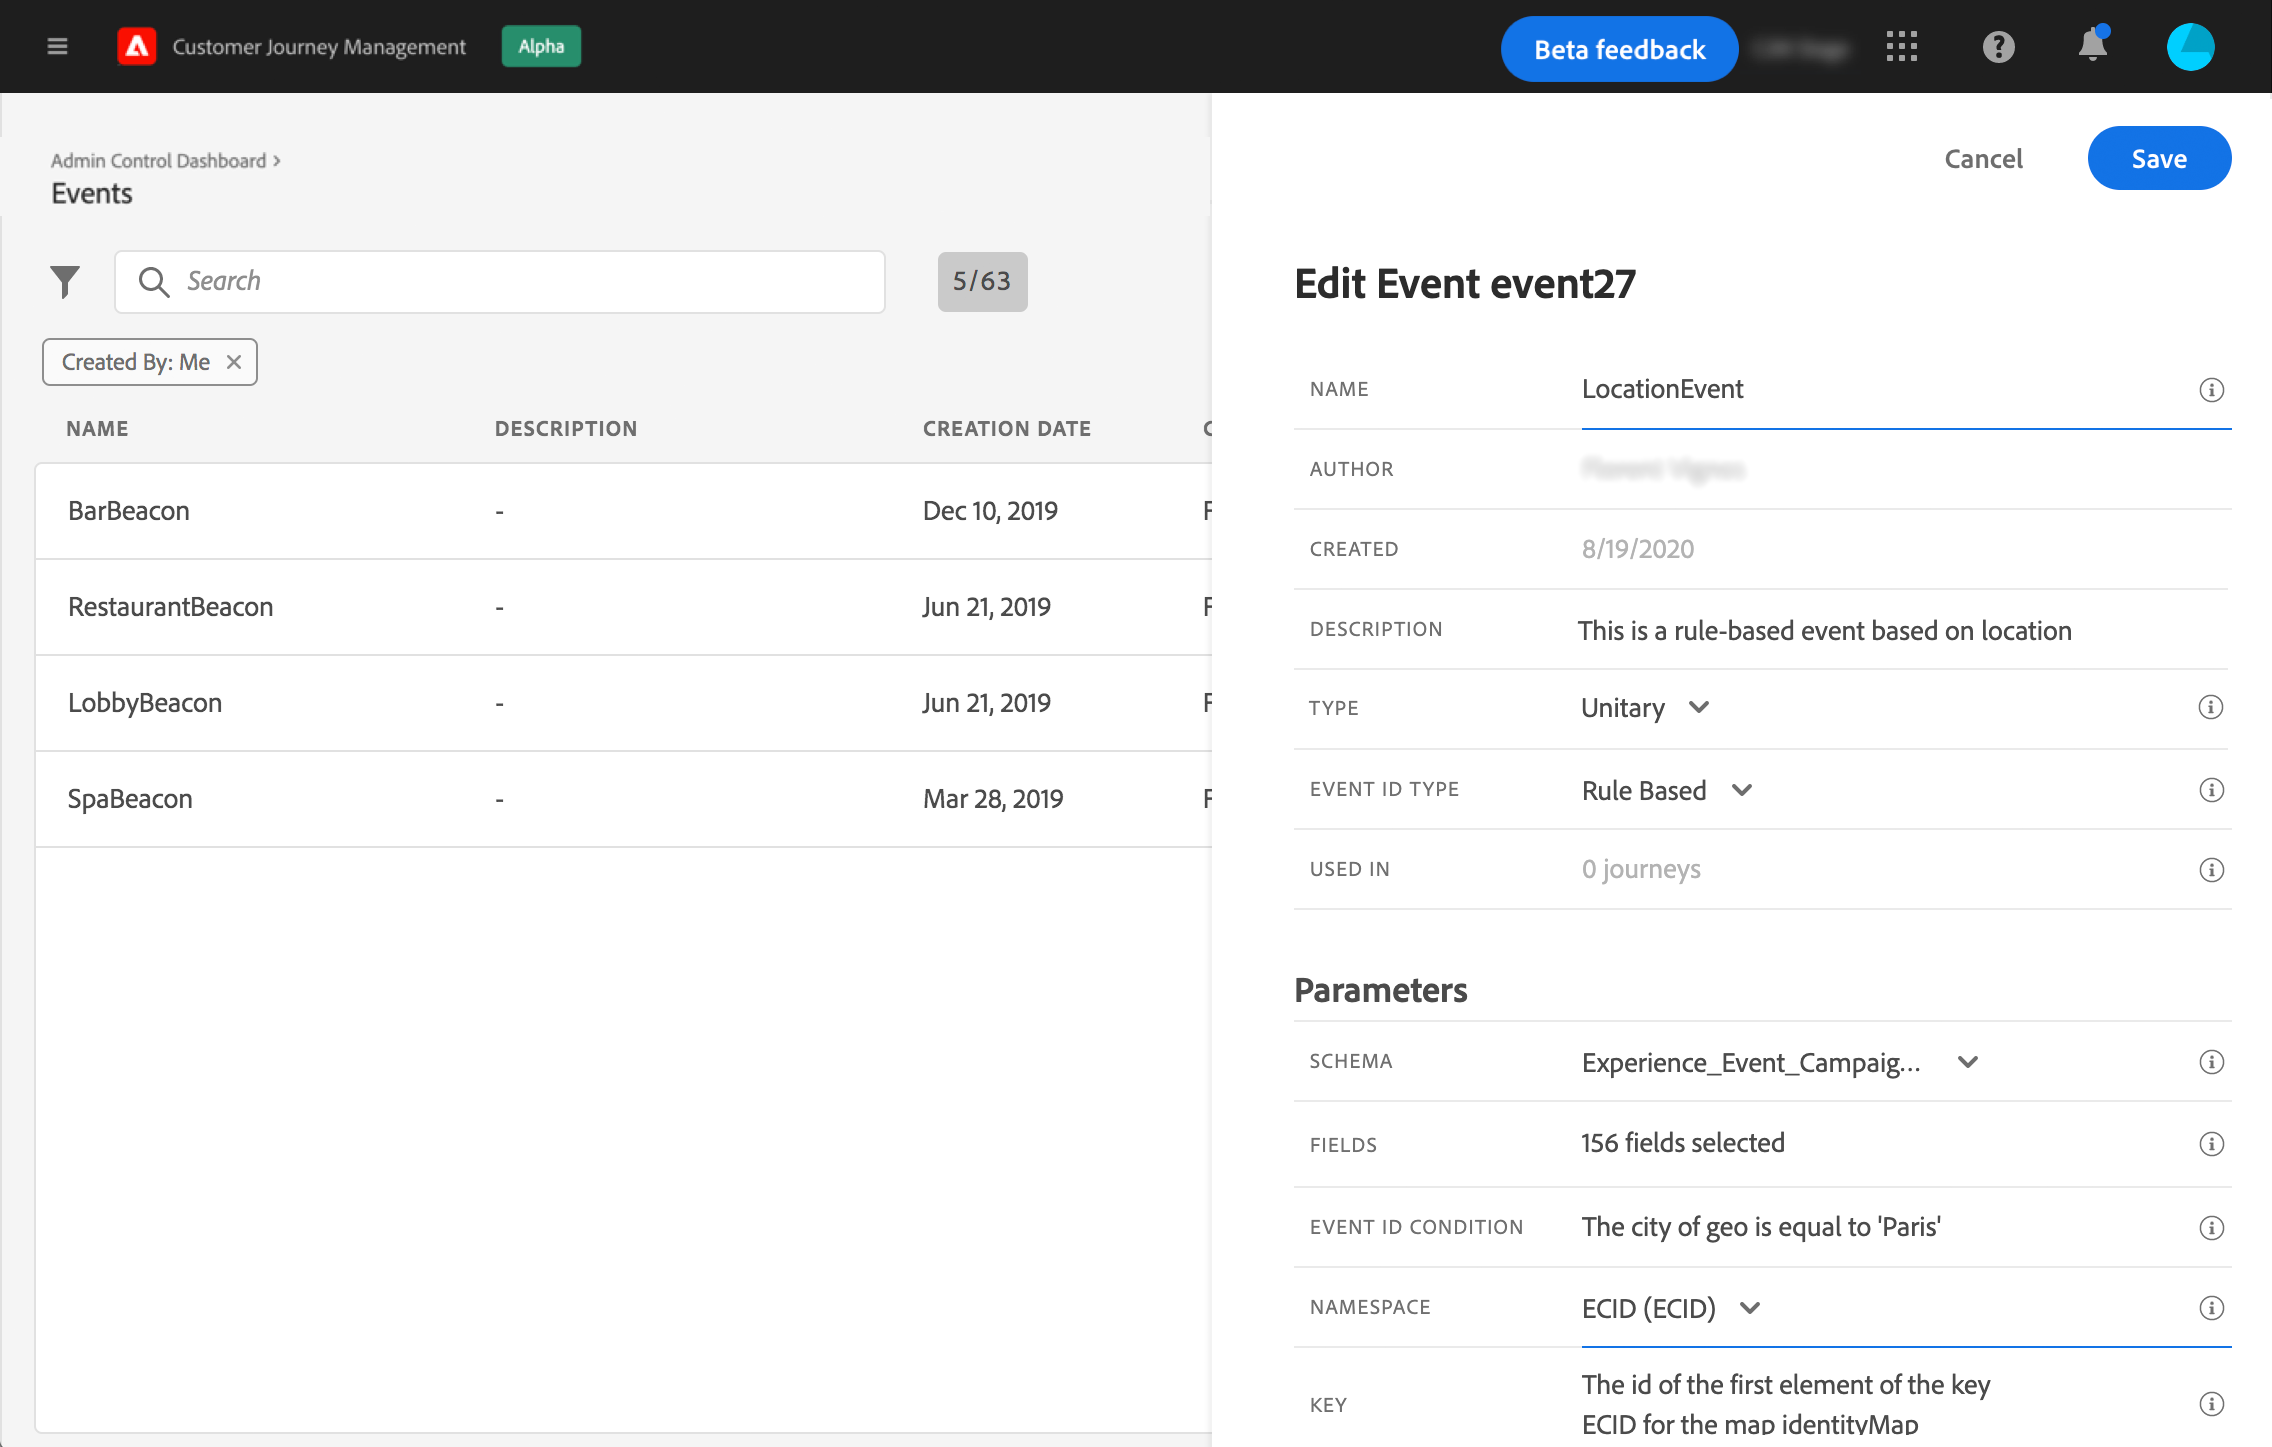 Customer Journey Management
Alpha
Beta feedback
Admin Control Dashboard >
Events
Search
5/63
Created By: Me
NAME DESCRIPTION CREATION DATE
BarBeacon - Dec 10, 2019
RestaurantBeacon - Jun 21, 2019
LobbyBeacon - Jun 21, 2019
SpaBeacon - Mar 28, 2019
Cancel
Save
Edit Event event27
NAME LocationEvent
AUTHOR
CREATED 8/19/2020
DESCRIPTION This is a rule-based event based on location
TYPE Unitary
EVENT ID TYPE Rule Based
USED IN 0 journeys
Parameters
SCHEMA Experience_Event_Campaig...
FIELDS 156 fields selected
EVENT ID CONDITION The city of geo is equal to 'Paris'
NAMESPACE ECID (ECID)
KEY The id of the first element of the key
ECID for the map identityMap